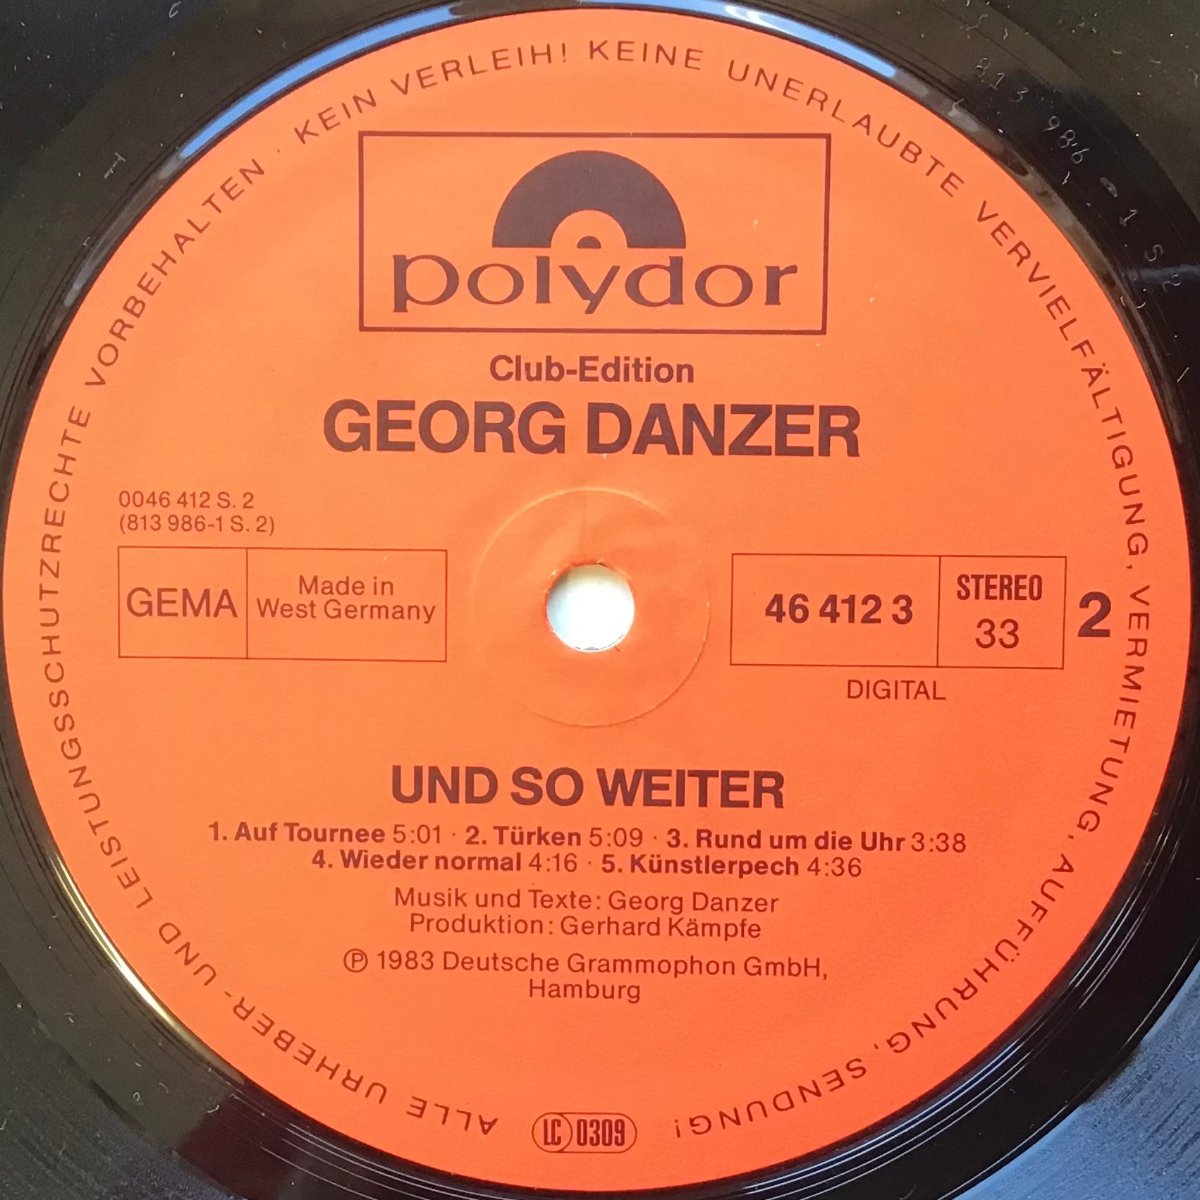 ALLE URHEBER- UND LEISTUNGSSCHUTZRECHTE VORBEHALTEN · KEIN VERLEIH! KEINE UNERLAUBTE VERVIELFÄLTIGUNG, VERMIETUNG, AUFFÜHRUNG, SENDUNG!
813 986-1 S 2
polydor
Club-Edition
GEORG DANZER
0046 412 S. 2
(813 986-1 S. 2)
GEMA
Made in
West Germany
46 412 3
STEREO
33
2
DIGITAL
UND SO WEITER
1. Auf Tournee 5:01 · 2. Türken 5:09 · 3. Rund um die Uhr 3:38
4. Wieder normal 4:16 · 5. Künstlerpech 4:36
Musik und Texte: Georg Danzer
Produktion: Gerhard Kämpfe
℗ 1983 Deutsche Grammophon GmbH,
Hamburg
LC 0309